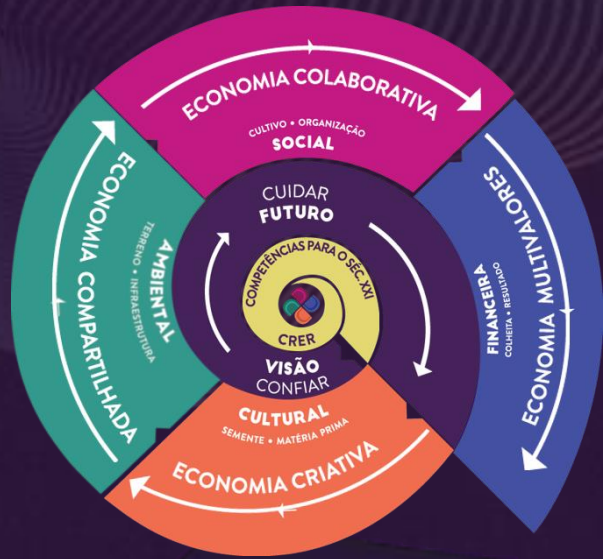 ECONOMIA COLABORATIVA
CULTIVO • ORGANIZAÇÃO
SOCIAL
ECONOMIA MULTIVALORES
FINANCEIRA
COLHEITA • RESULTADO
ECONOMIA COMPARTILHADA
AMBIENTAL
TERRENO • INFRAESTRUTURA
CUIDAR
FUTURO
COMPETÊNCIAS PARA O SÉC. XXI
CRER
VISÃO
CONFIAR
CULTURAL
SEMENTE • MATÉRIA PRIMA
ECONOMIA CRIATIVA